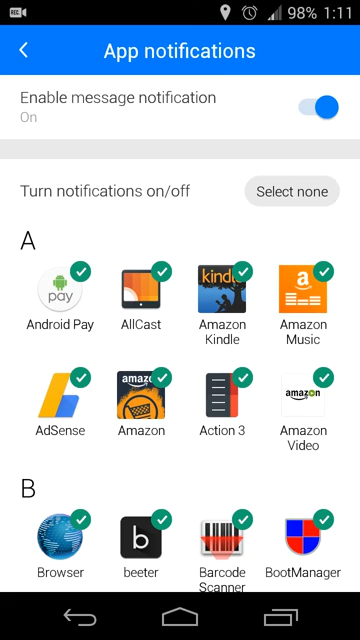 REC
98% 1:11
App notifications
Enable message notification
On
Turn notifications on/off
Select none
A
pay
kindle
a
amazon
amazon
Android Pay
AllCast
Amazon Kindle
Amazon Music
AdSense
Amazon
Action 3
Amazon Video
B
b
Browser
beeter
Barcode Scanner
BootManager